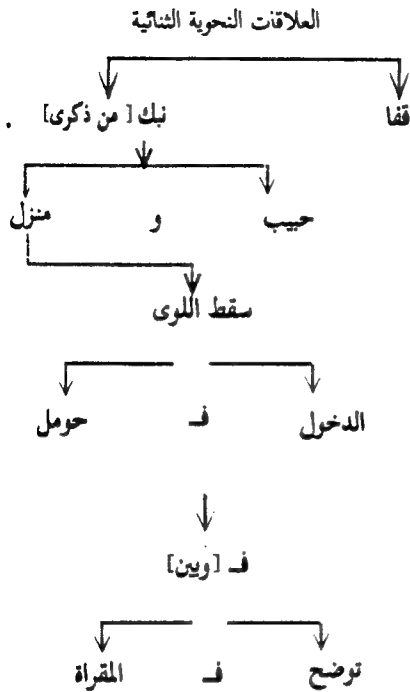 العلاقات النحوية الثنائية
قفا نبك [ من ذكرى]
حبيب و منزل
سقط اللوى
الدخول فـ حومل
فـ [وبين]
توضح فـ المقراة